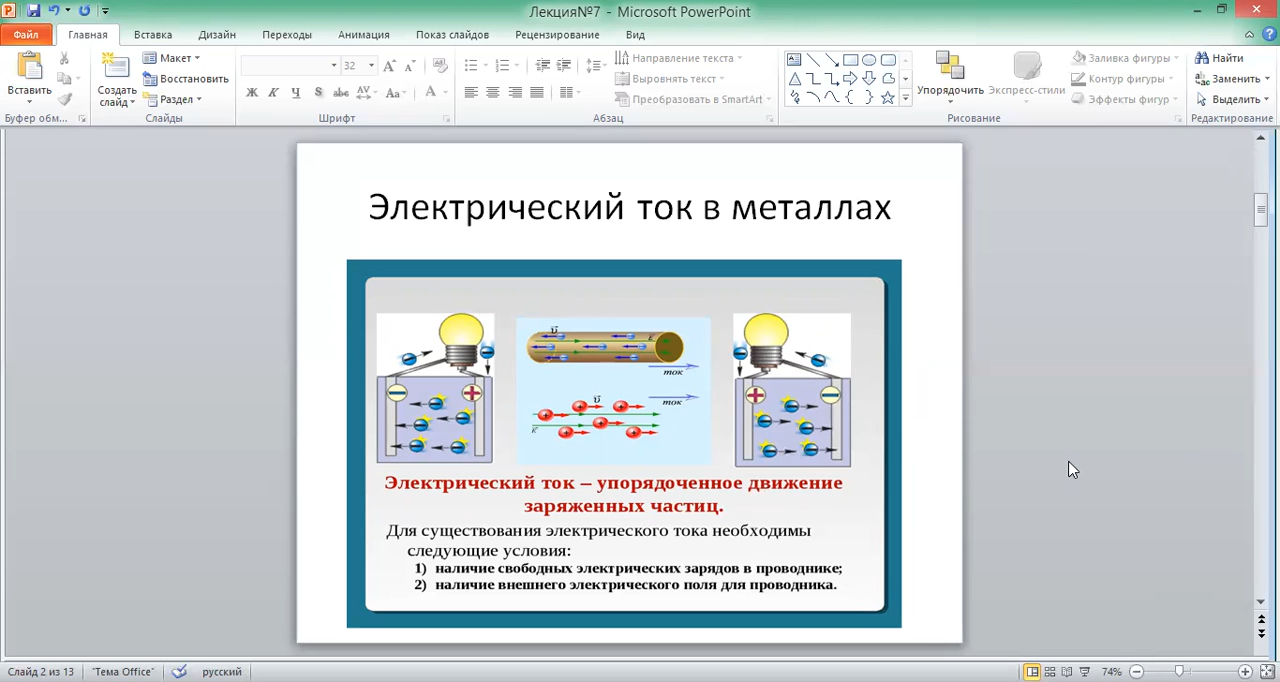 Лекция№7 - Microsoft PowerPoint
Файл Главная Вставка Дизайн Переходы Анимация Показ слайдов Рецензирование Вид
Вставить
Буфер обм...
Создать слайд
Макет
Восстановить
Раздел
Слайды
32
Ж К Ч S abc AV Aa А
Шрифт
Направление текста
Выровнять текст
Преобразовать в SmartArt
Абзац
Упорядочить
Экспресс-стили
Заливка фигуры
Контур фигуры
Эффекты фигур
Рисование
Найти
Заменить
Выделить
Редактирование
Электрический ток в металлах
ток
ток
Электрический ток – упорядоченное движение
заряженных частиц.
Для существования электрического тока необходимы
следующие условия:
1) наличие свободных электрических зарядов в проводнике;
2) наличие внешнего электрического поля для проводника.
Слайд 2 из 13 "Тема Office" русский 74%